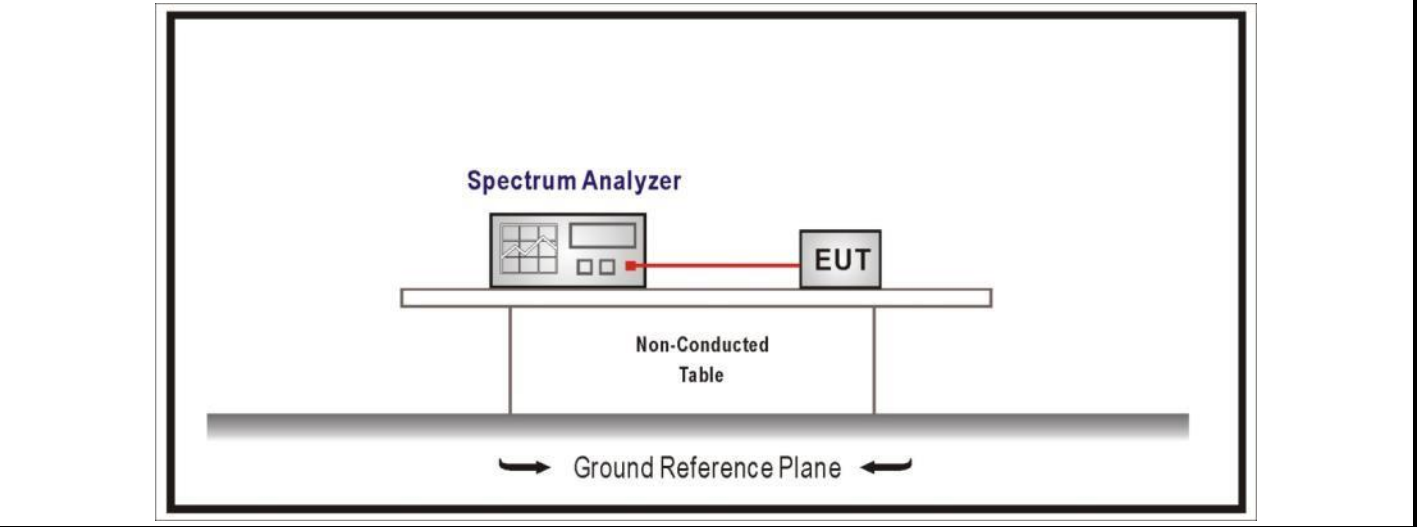 Spectrum Analyzer
EUT
Non-Conducted
Table
Ground Reference Plane